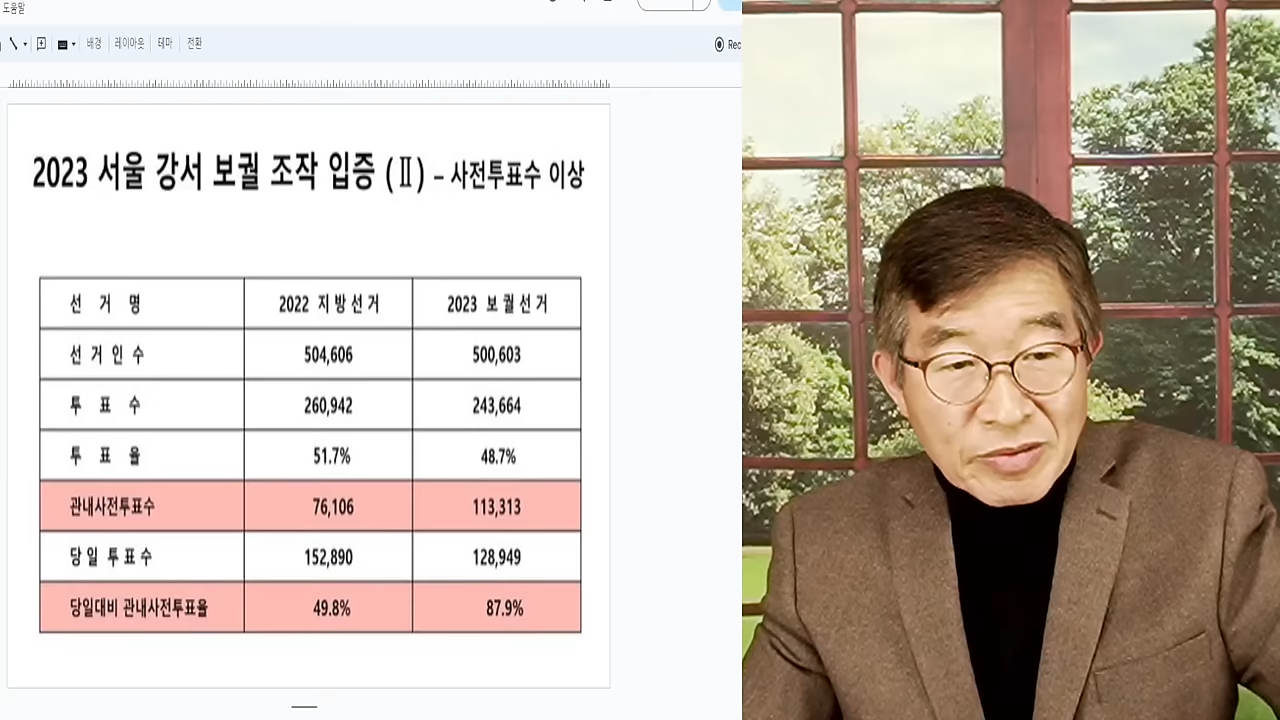 도움말
배경 레이아웃 테마 전환
Rec
2023 서울 강서 보궐 조작 입증 (Ⅱ) – 사전투표수 이상
선 거 명 2022 지방선거 2023 보궐선거
선 거 인 수 504,606 500,603
투 표 수 260,942 243,664
투 표 율 51.7% 48.7%
관내사전투표수 76,106 113,313
당일 투표수 152,890 128,949
당일대비 관내사전투표율 49.8% 87.9%